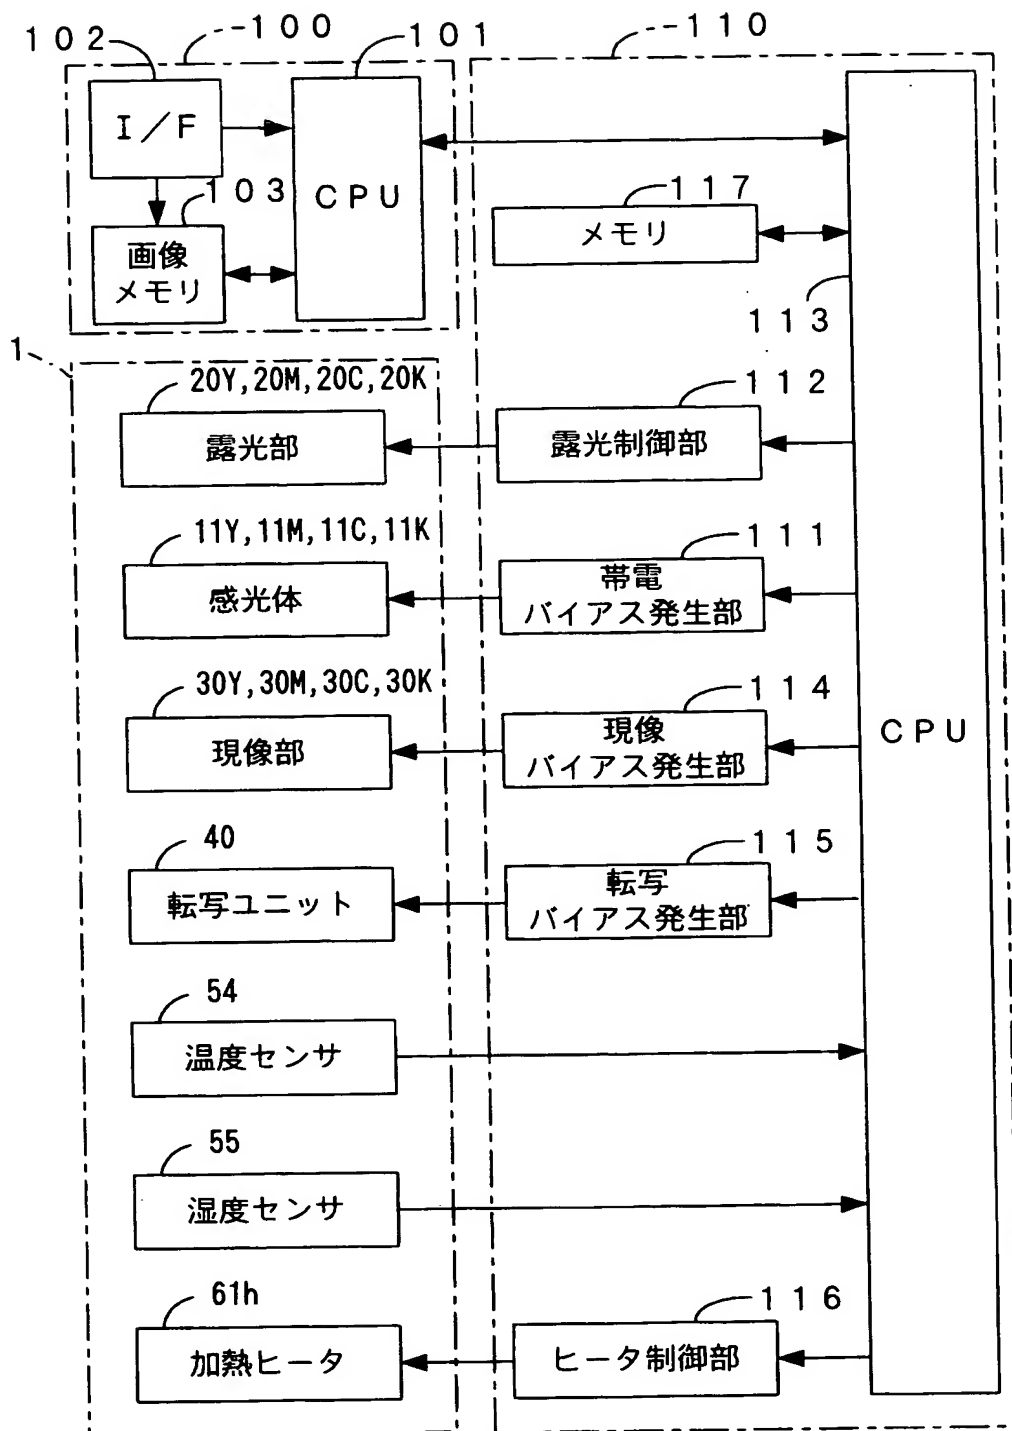 102
100
101
110
I/F
CPU
103
画像
メモリ
117
メモリ
113
1
20Y,20M,20C,20K
露光部
112
露光制御部
11Y,11M,11C,11K
感光体
111
帯電
バイアス発生部
30Y,30M,30C,30K
現像部
114
現像
バイアス発生部
CPU
40
転写ユニット
115
転写
バイアス発生部
54
温度センサ
55
湿度センサ
61h
加熱ヒータ
116
ヒータ制御部